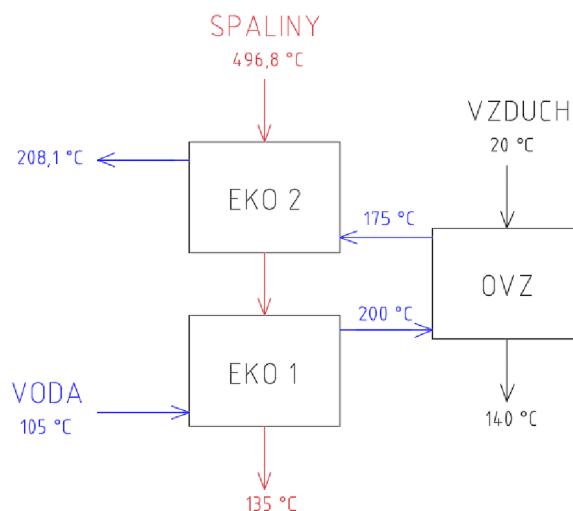 SPALINY
496,8 °C
VZDUCH
20 °C
208,1 °C
EKO 2
175 °C
OVZ
200 °C
EKO 1
VODA
105 °C
140 °C
135 °C